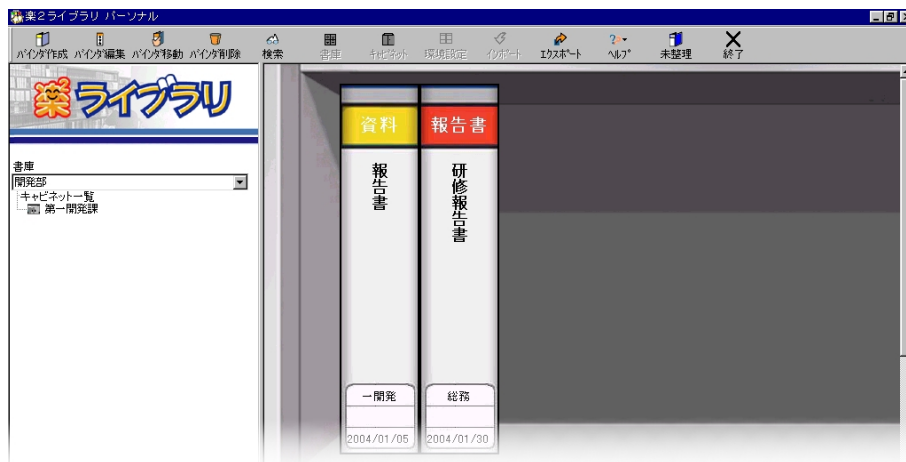 楽2ライブラリ パーソナル
バインダ作成 バインダ編集 バインダ移動 バインダ削除 検索 書庫 キャビネット 環境設定 インポート エクスポート ヘルプ 未整理 終了
楽ライブラリ
書庫
開発部
キャビネット一覧
第一開発課
資料
報告書
一開発
2004/01/05
報告書
研修報告書
総務
2004/01/30